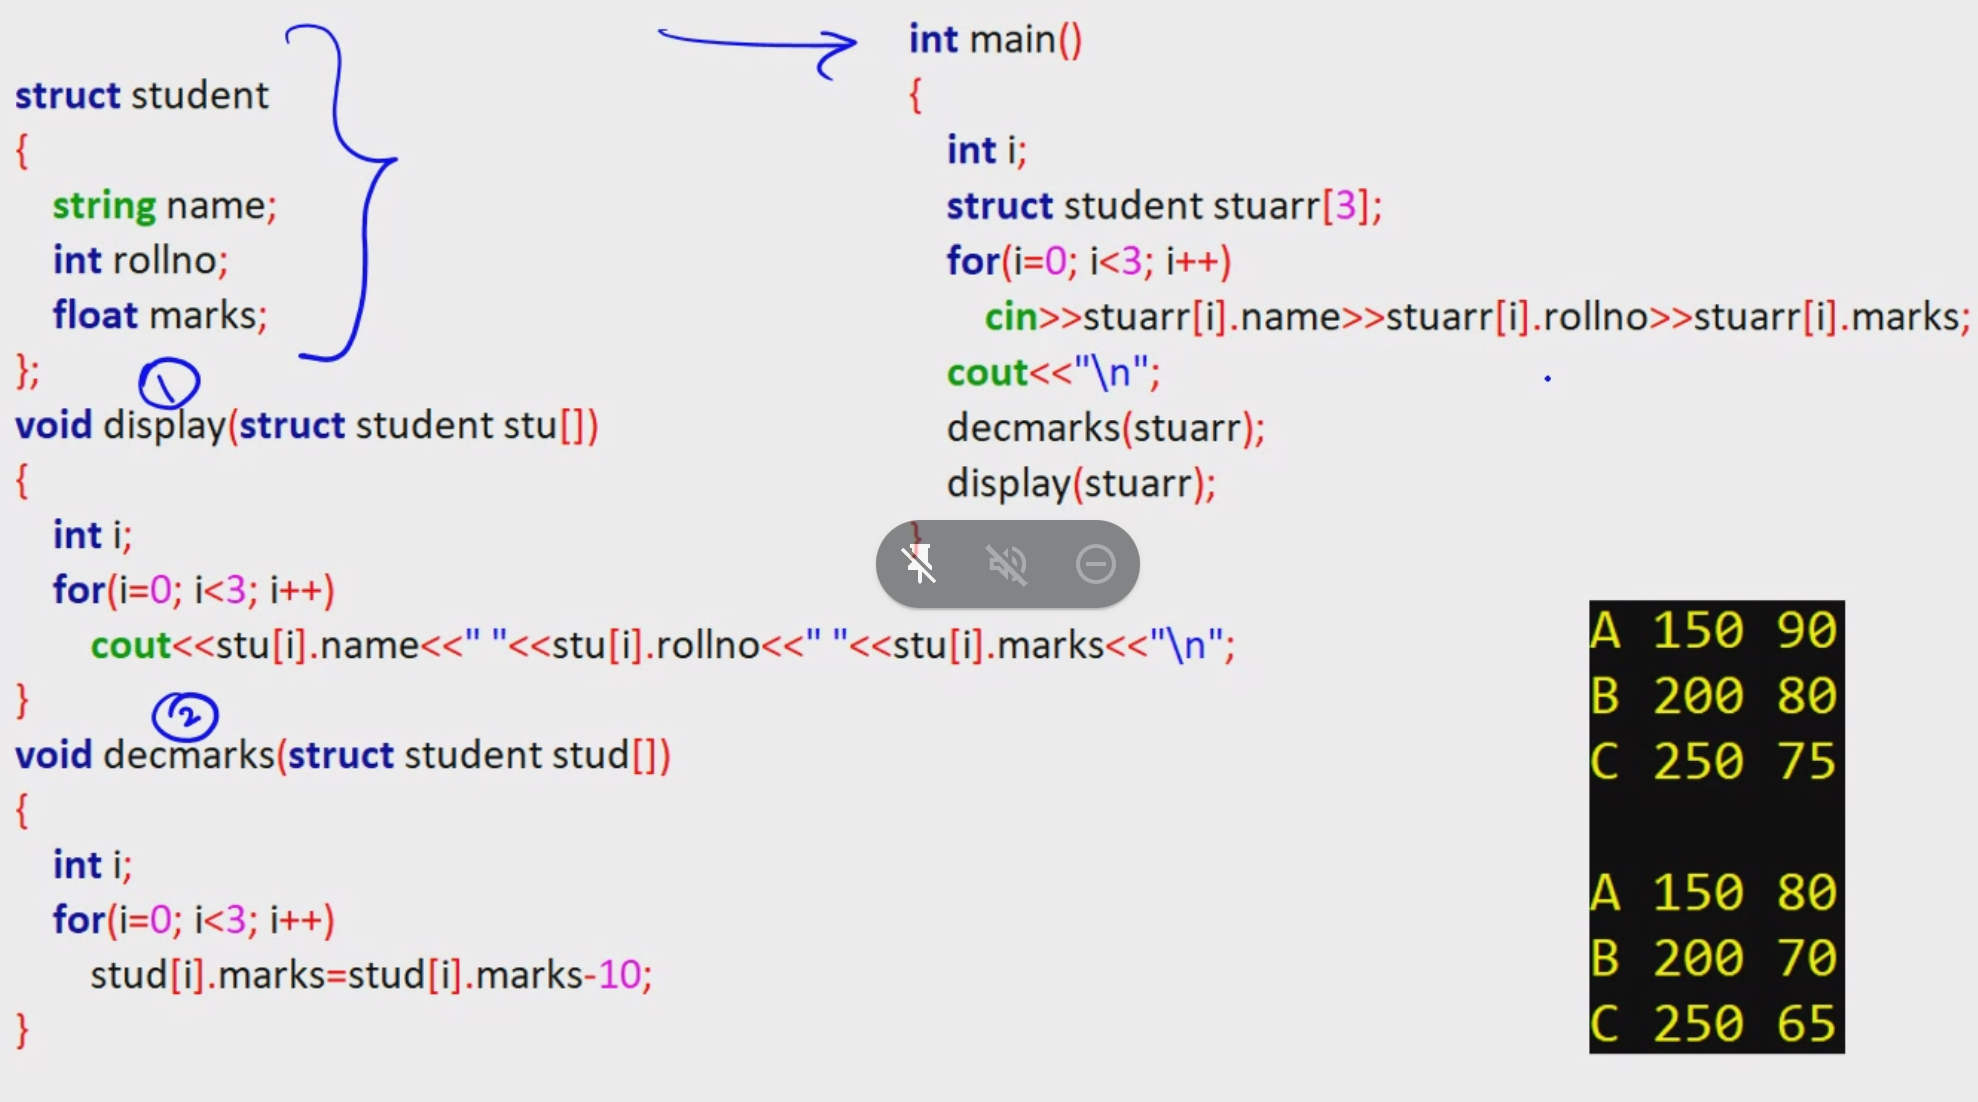 struct student
{
string name;
int rollno;
float marks;
};
1
void display(struct student stu[])
{
int i;
for(i=0; i<3; i++)
cout<<stu[i].name<<" "<<stu[i].rollno<<" "<<stu[i].marks<<"\n";
}
2
void decmarks(struct student stud[])
{
int i;
for(i=0; i<3; i++)
stud[i].marks=stud[i].marks-10;
}
int main()
{
int i;
struct student stuarr[3];
for(i=0; i<3; i++)
cin>>stuarr[i].name>>stuarr[i].rollno>>stuarr[i].marks;
cout<<"\n";
decmarks(stuarr);
display(stuarr);
}
A 150 90
B 200 80
C 250 75
A 150 80
B 200 70
C 250 65